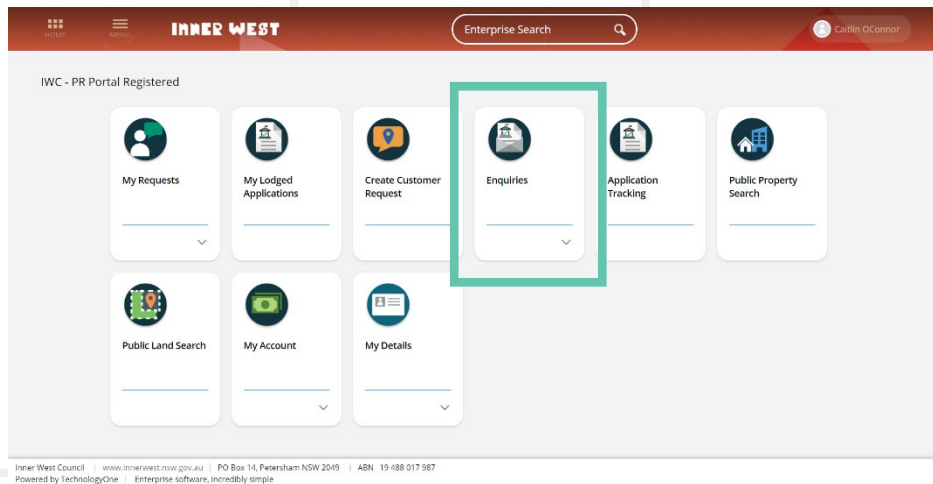 HOME
MENU
INNER WEST
Enterprise Search
Caitlin OConnor
IWC - PR Portal Registered
My Requests
My Lodged
Applications
Create Customer
Request
Enquiries
Application
Tracking
Public Property
Search
Public Land Search
My Account
My Details
Inner West Council | www.innerwest.nsw.gov.au | PO Box 14, Petersham NSW 2049 | ABN 19 488 017 987
Powered by TechnologyOne | Enterprise software, incredibly simple